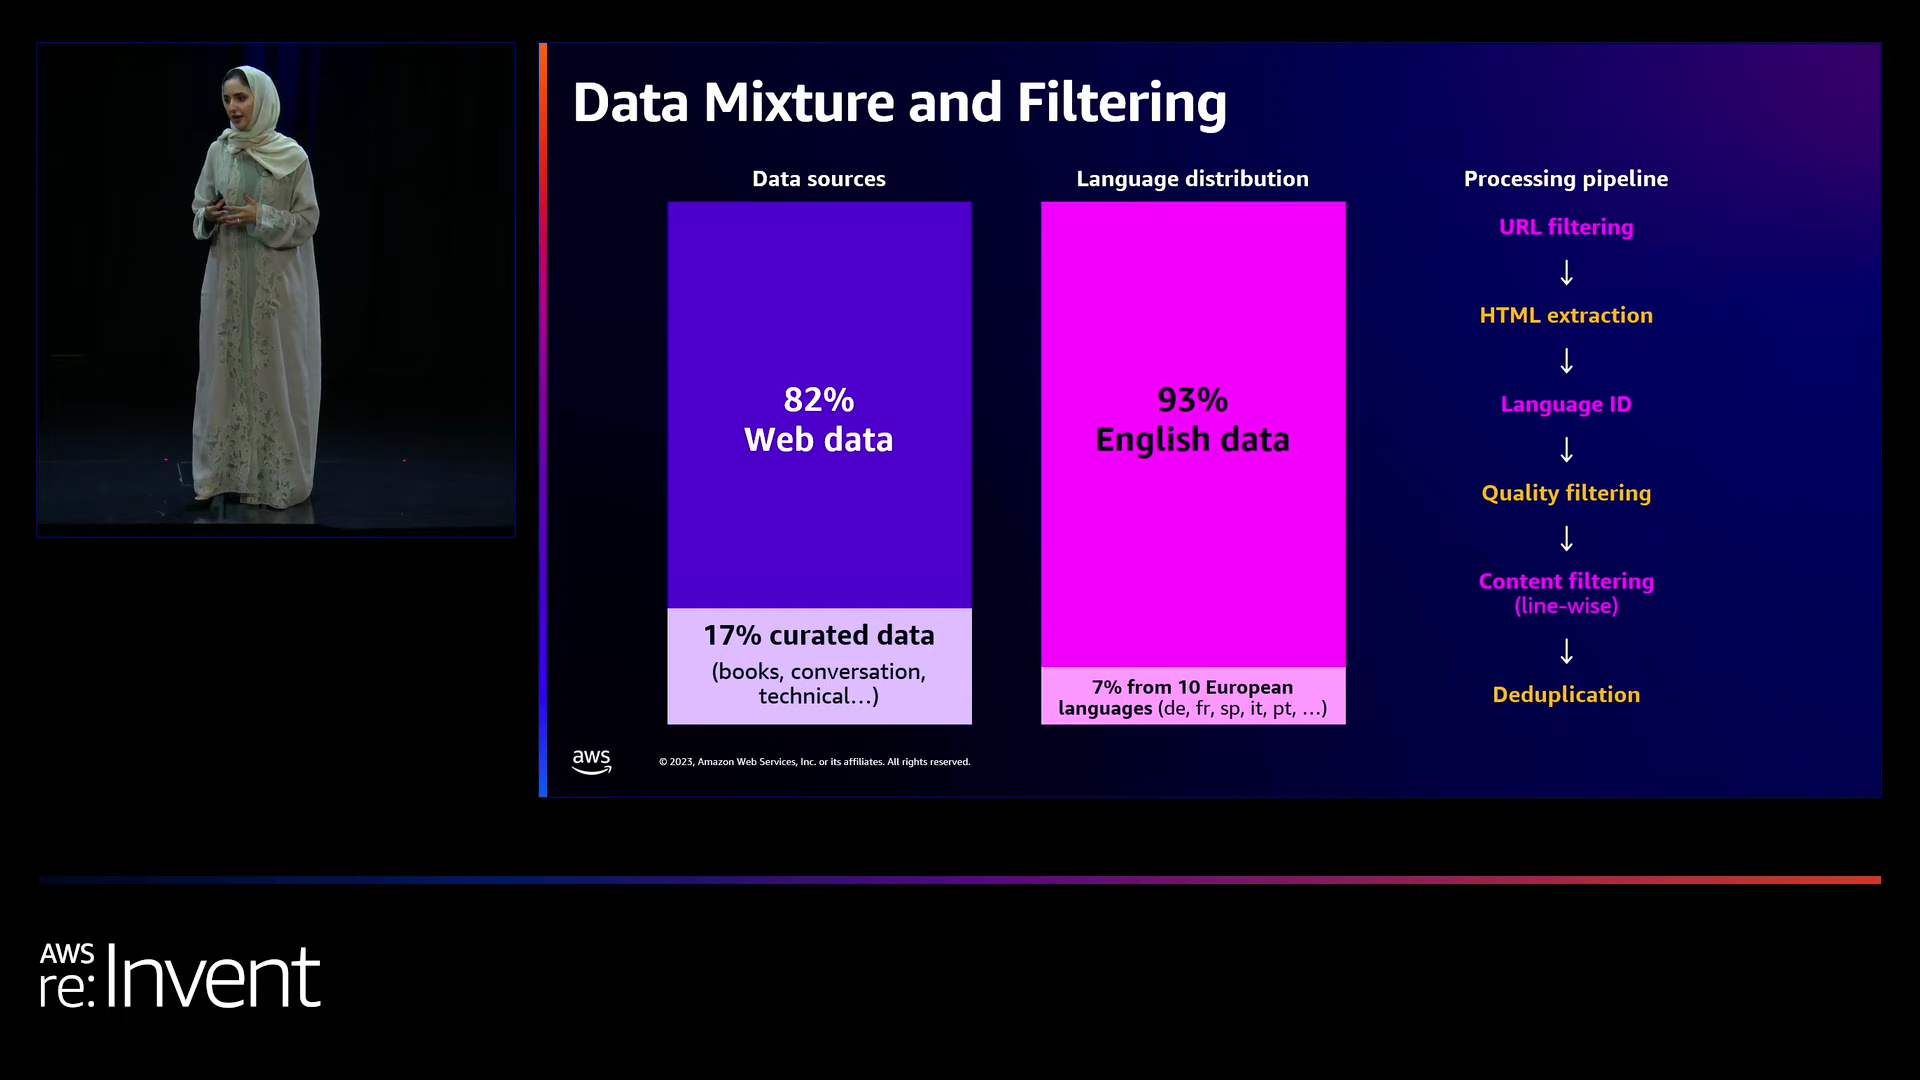 Data Mixture and Filtering
Data sources
82%
Web data
17% curated data
(books, conversation,
technical...)
Language distribution
93%
English data
7% from 10 European
languages (de, fr, sp, it, pt, ...)
Processing pipeline
URL filtering
↓
HTML extraction
↓
Language ID
↓
Quality filtering
↓
Content filtering
(line-wise)
↓
Deduplication
aws
© 2023, Amazon Web Services, Inc. or its affiliates. All rights reserved.
AWS
re:Invent